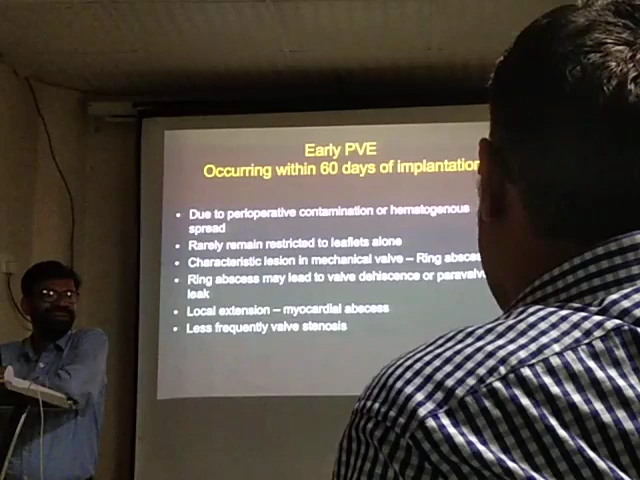 Early PVE
Occurring within 60 days of implantation
• Due to perioperative contamination or hematogenous
spread
• Rarely remain restricted to leaflets alone
• Characteristic lesion in mechanical valve – Ring abscess
• Ring abscess may lead to valve dehiscence or
leak
• Local extension – myocardial abscess
• Less frequently valve stenosis